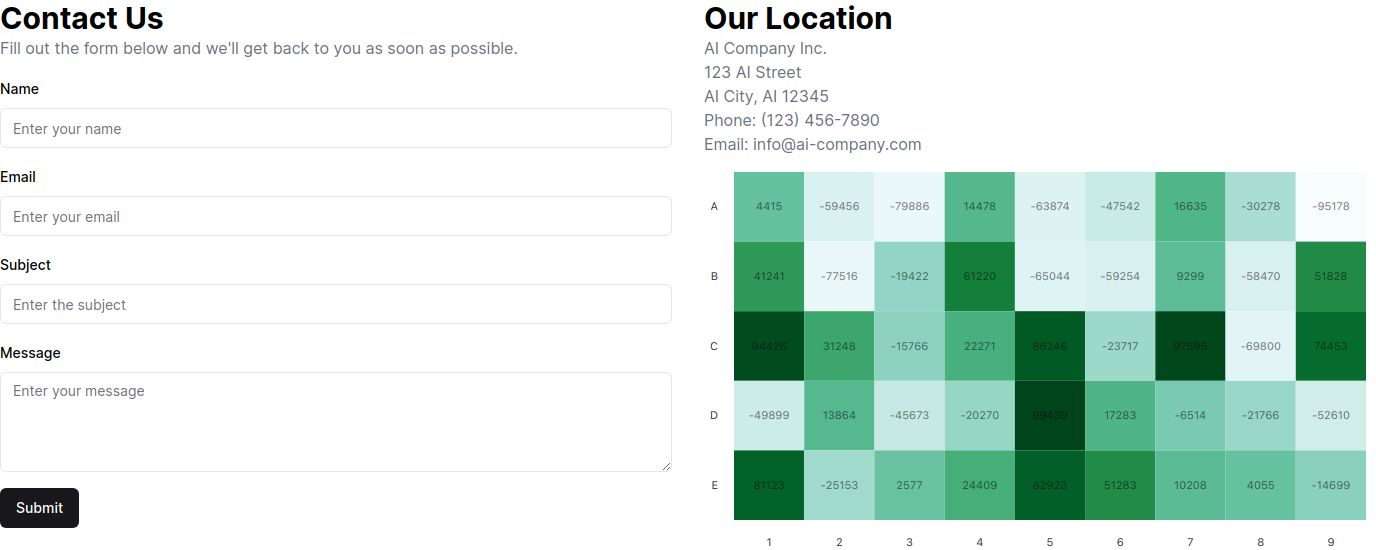 Contact Us
Fill out the form below and we'll get back to you as soon as possible.
Name
Enter your name
Email
Enter your email
Subject
Enter the subject
Message
Enter your message
Submit
Our Location
AI Company Inc.
123 AI Street
AI City, AI 12345
Phone: (123) 456-7890
Email: info@ai-company.com
A 4415 -59456 -79886 14478 -63874 -47542 16635 -30278 -95178
B 41241 -77516 -19422 61220 -65044 -59254 9299 -58470 51828
C 94426 31248 -15766 22271 86246 -23717 97595 -69800 74453
D -49899 13864 -45673 -20270 99430 17283 -6514 -21766 -52610
E 81123 -25153 2577 24409 82923 51283 10208 4055 -14699
1 2 3 4 5 6 7 8 9